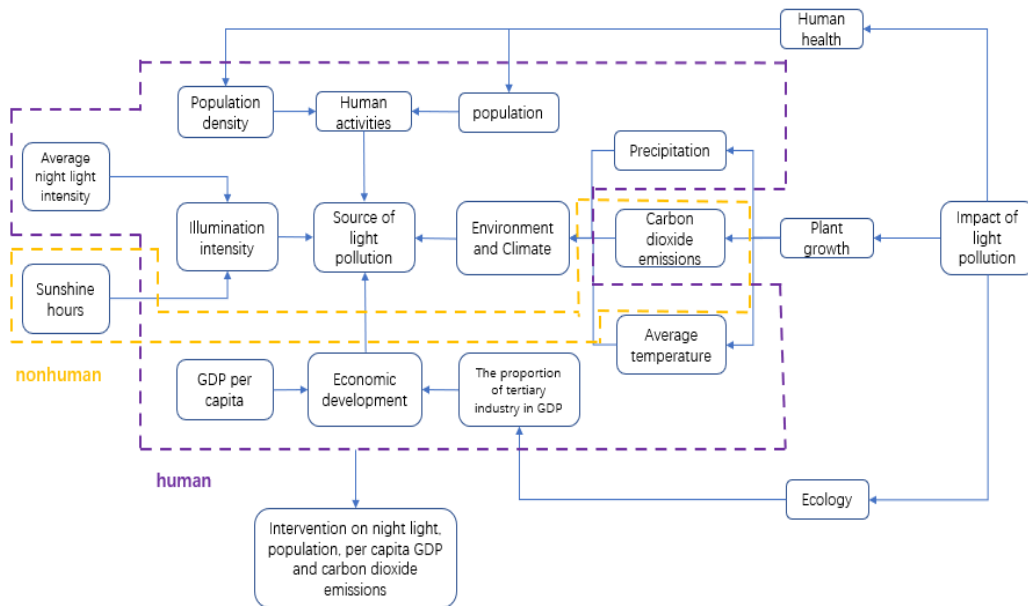 Human
health
Population
density
Human
activities
population
Average
night light
intensity
Precipitation
Illumination
intensity
Source of
light
pollution
Environment
and Climate
Carbon
dioxide
emissions
Plant
growth
Impact of
light
pollution
Sunshine
hours
Average
temperature
nonhuman
GDP per
capita
Economic
development
The proportion
of tertiary
industry in GDP
human
Ecology
Intervention on night light,
population, per capita GDP
and carbon dioxide
emissions